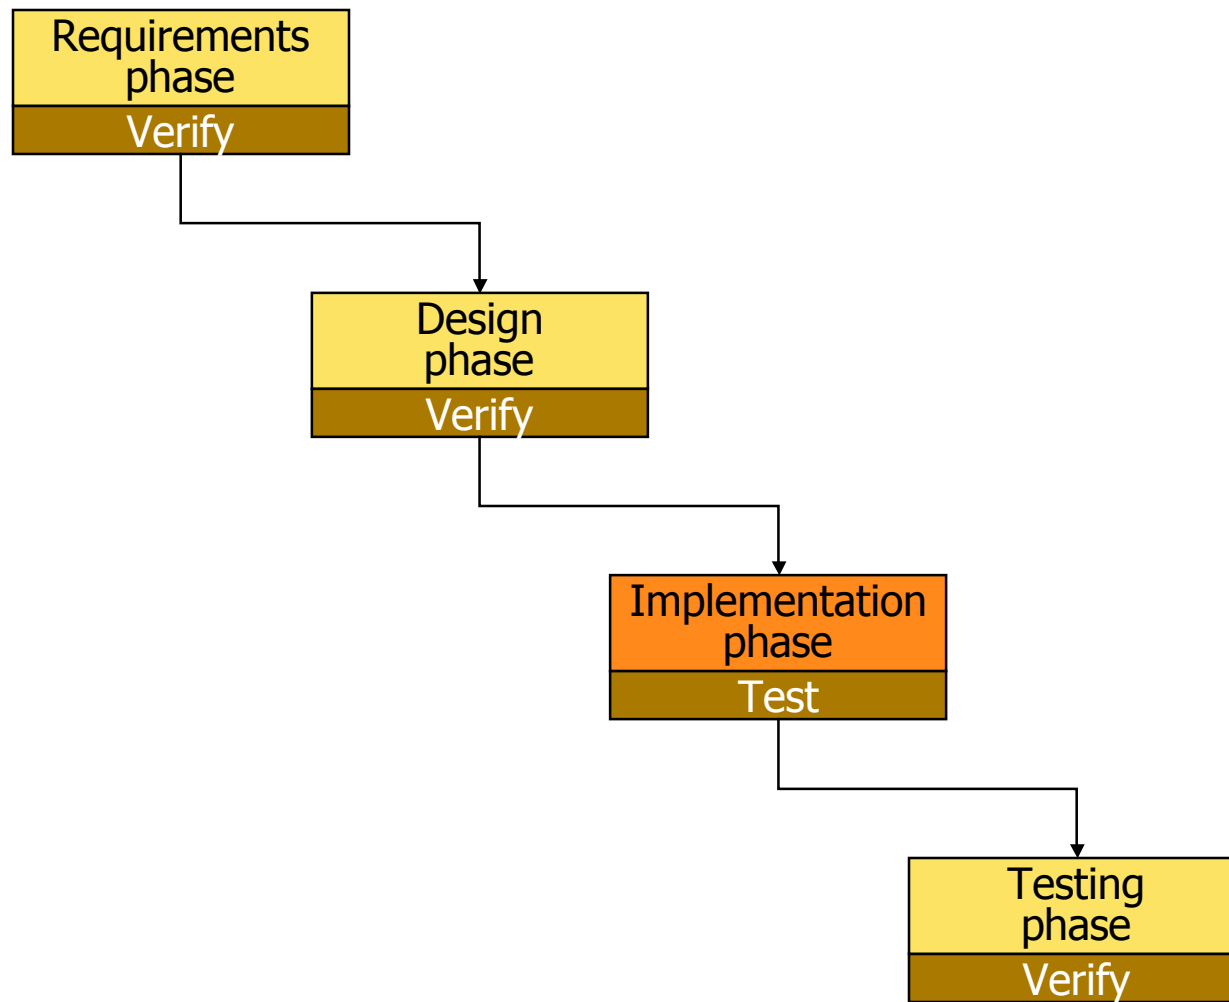 Requirements
phase
Verify
Design
phase
Verify
Implementation
phase
Test
Testing
phase
Verify